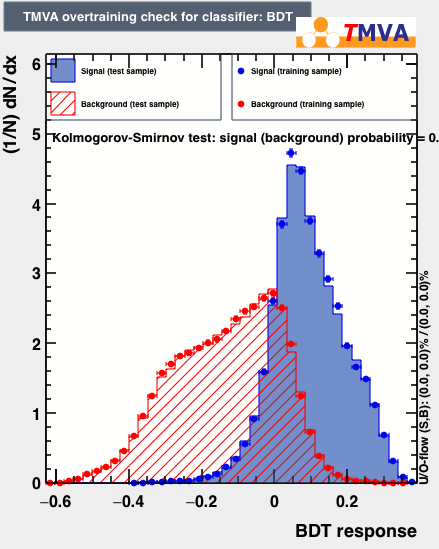 TMVA overtraining check for classifier: BDT
TMVA
(1/N) dN/dx
Signal (test sample)
Signal (training sample)
Background (test sample)
Background (training sample)
Kolmogorov-Smirnov test: signal (background) probability = 0.
6
5
4
3
2
1
0
−0.6 −0.4 −0.2 0 0.2
BDT response
U/O-flow (S,B): (0.0, 0.0)% / (0.0, 0.0)%